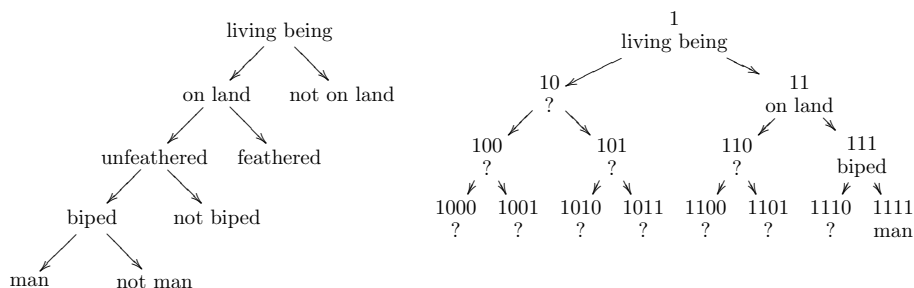 living being
on land not on land
unfeathered feathered
biped not biped
man not man
1
living being
10 11
? on land
100 101 110 111
? ? ? biped
1000 1001 1010 1011 1100 1101 1110 1111
? ? ? ? ? ? ? man